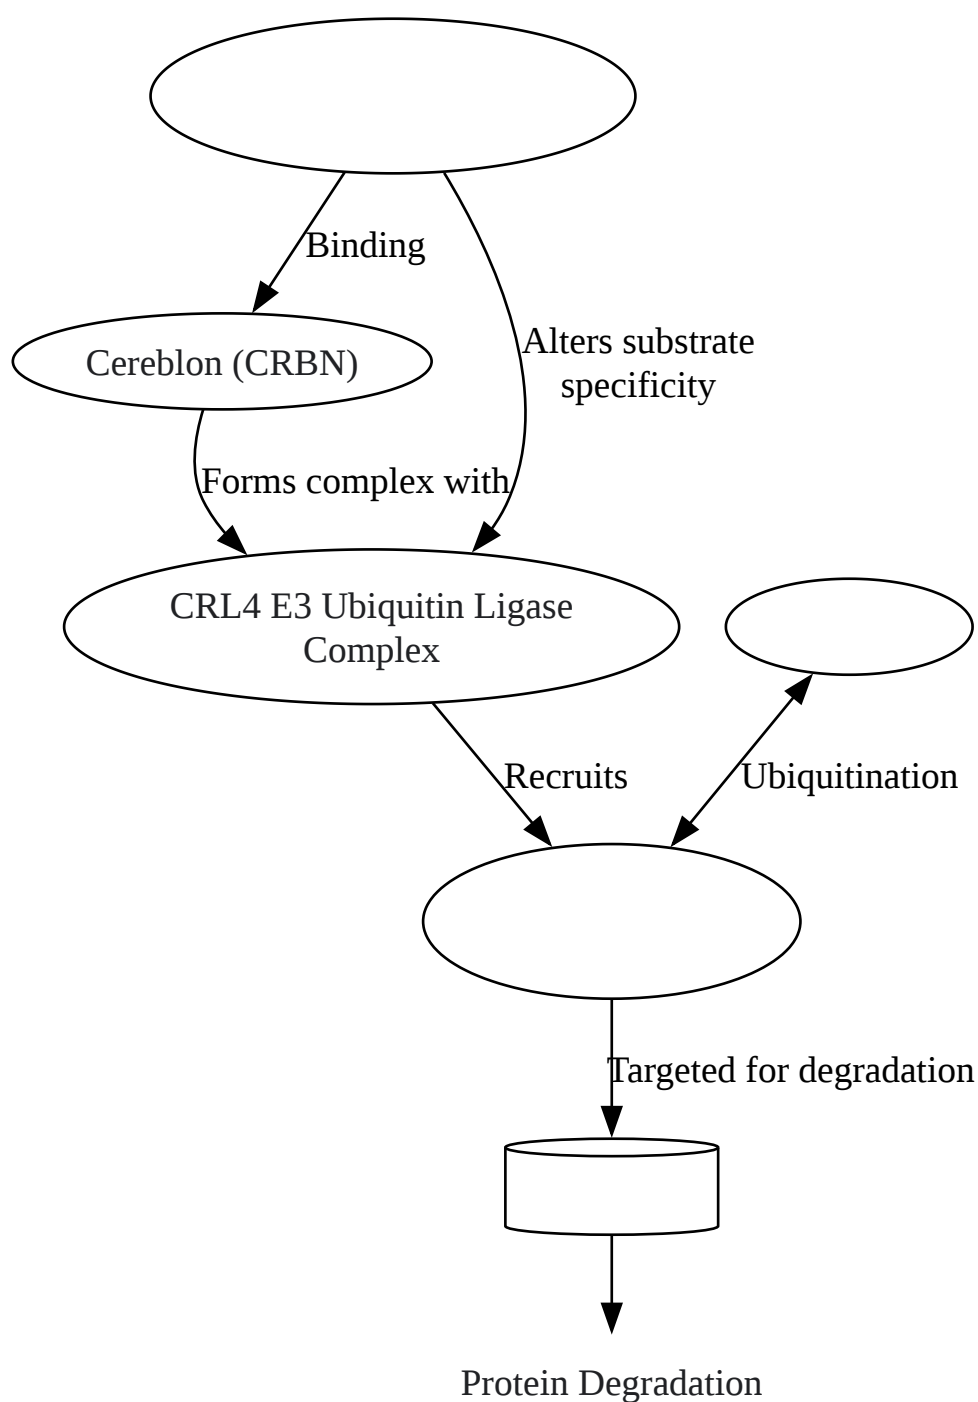 Binding
Alters substrate
specificity
Cereblon (CRBN)
Forms complex with
CRL4 E3 Ubiquitin Ligase
Complex
Recruits
Ubiquitination
Targeted for degradation
Protein Degradation